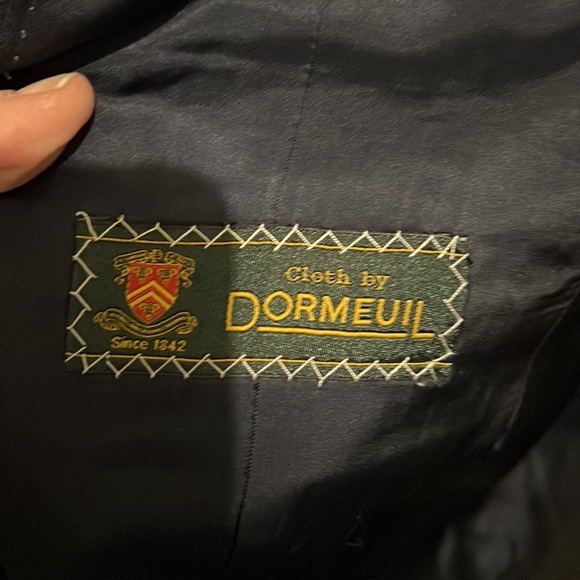 Cloth by
DORMEUIL
Since 1842